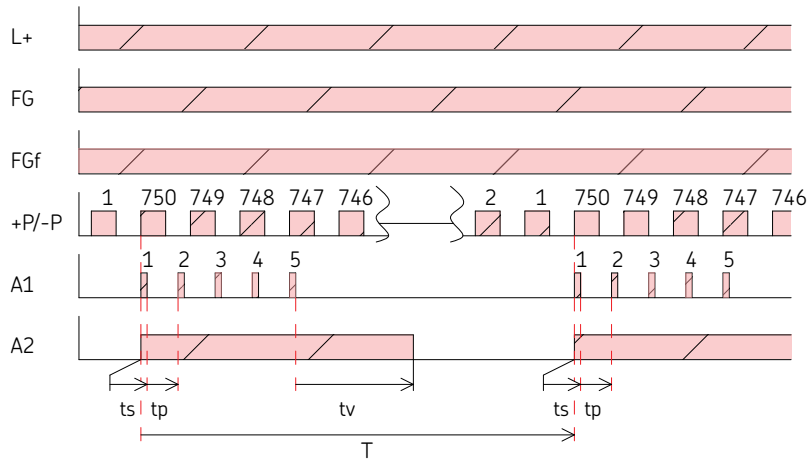 L+
FG
FGf
+P/-P 1 750 749 748 747 746 2 1 750 749 748 747 746
A1 1 2 3 4 5 1 2 3 4 5
A2
ts tp tv ts tp
T